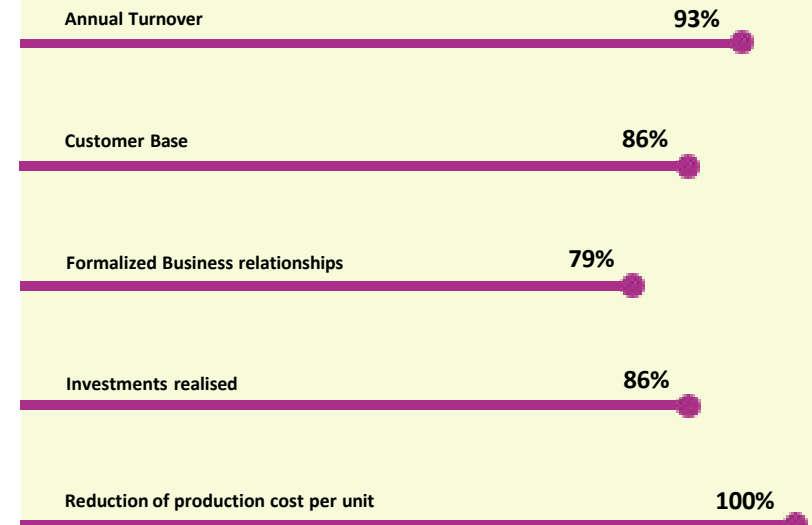 Annual Turnover 93%
Customer Base 86%
Formalized Business relationships 79%
Investments realised 86%
Reduction of production cost per unit 100%